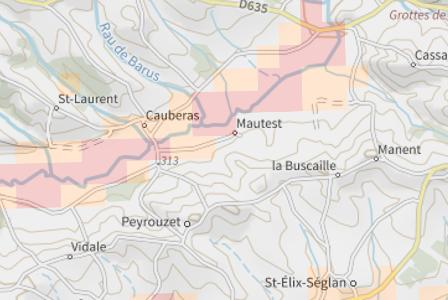 D635
Grottes de
Rau de Barus
Cassa
St-Laurent
Cauberas
Mautest
Manent
.313
la Buscaille
Peyrouzet
Vidale
St-Élix-Séglan